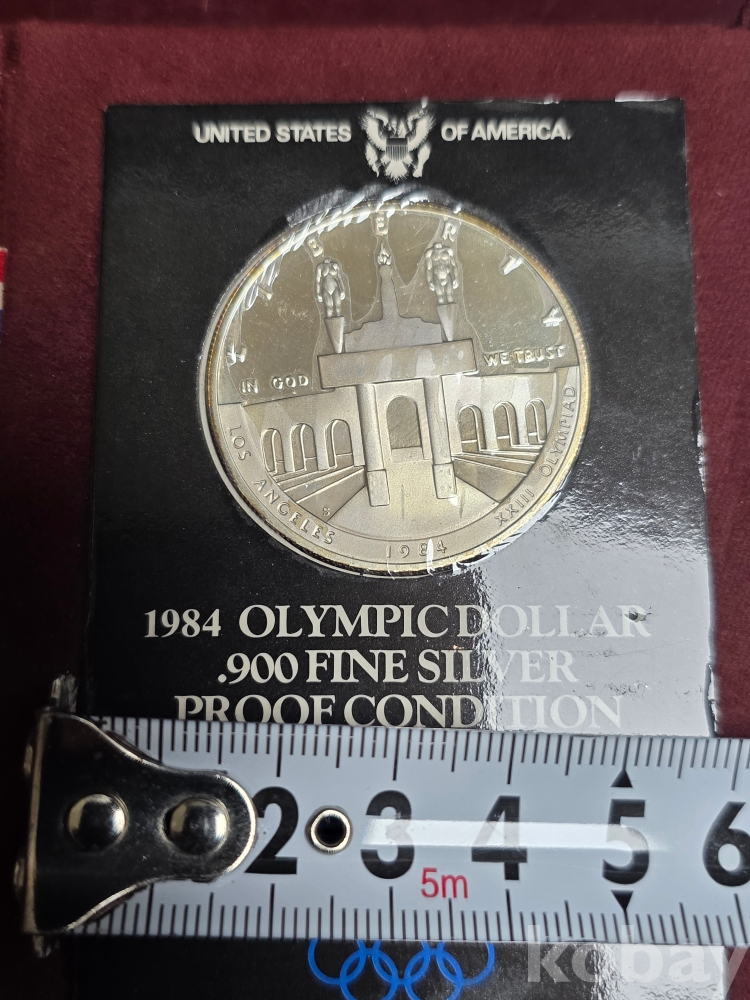 UNITED STATES OF AMERICA.
LIBERTY
IN GOD WE TRUST
LOS ANGELES XXIII OLYMPIAD
S
1984
1984 OLYMPIC DOLLAR
.900 FINE SILVER
PROOF CONDITION
2 3 4 5 6
5m
kobay